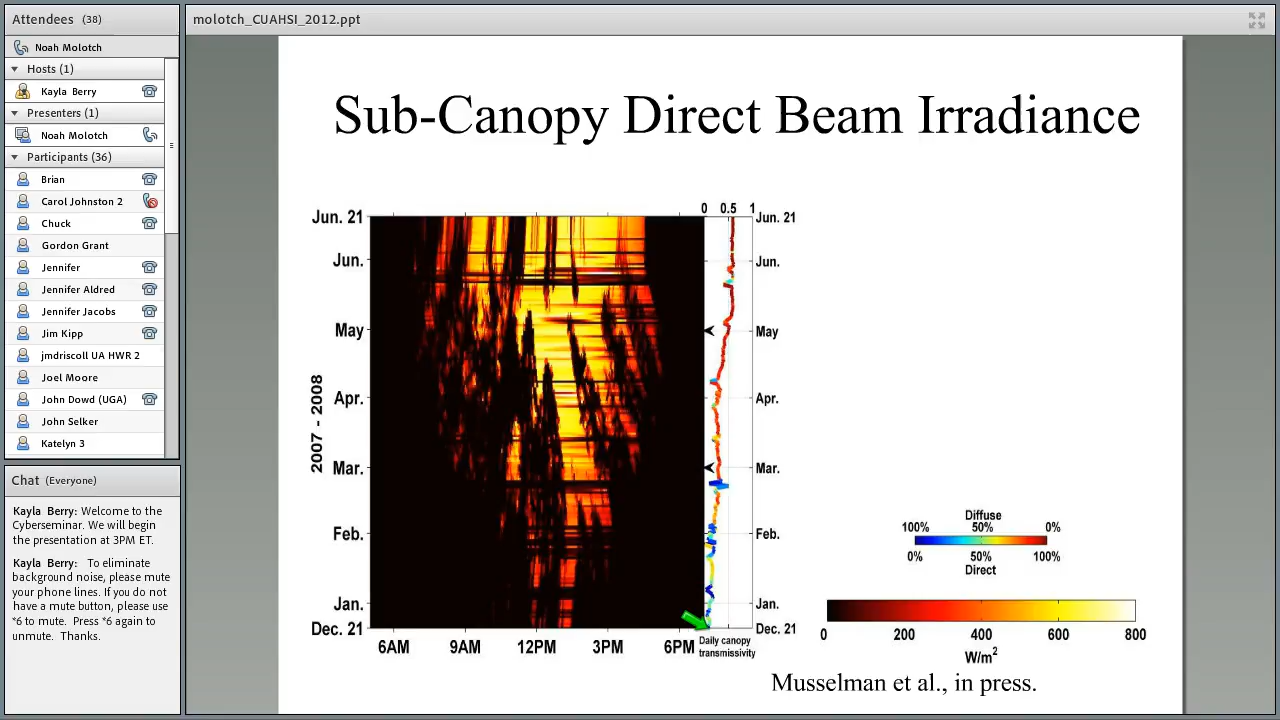 Attendees (38)
Noah Molotch
Hosts (1)
Kayla Berry
Presenters (1)
Noah Molotch
Participants (36)
Brian
Carol Johnston 2
Chuck
Gordon Grant
Jennifer
Jennifer Aldred
Jennifer Jacobs
Jim Kipp
jmdriscoll UA HWR 2
Joel Moore
John Dowd (UGA)
John Selker
Katelyn 3
Chat (Everyone)
Kayla Berry: Welcome to the
Cyberseminar. We will begin
the presentation at 3PM ET.
Kayla Berry: To eliminate
background noise, please mute
your phone lines. If you do not
have a mute button, please use
*6 to mute. Press *6 again to
unmute. Thanks.
molotch_CUAHSI_2012.ppt
Sub-Canopy Direct Beam Irradiance
0 0.5 1
Jun. 21 Jun. 21
Jun. Jun.
May May
Apr. Apr.
Mar. Mar.
Feb. Feb.
Jan. Jan.
Dec. 21 Dec. 21
2007 - 2008
6AM 9AM 12PM 3PM 6PM
Daily canopy
transmissivity
Diffuse
100% 50% 0%
0% 50% 100%
Direct
0 200 400 600 800
W/m²
Musselman et al., in press.